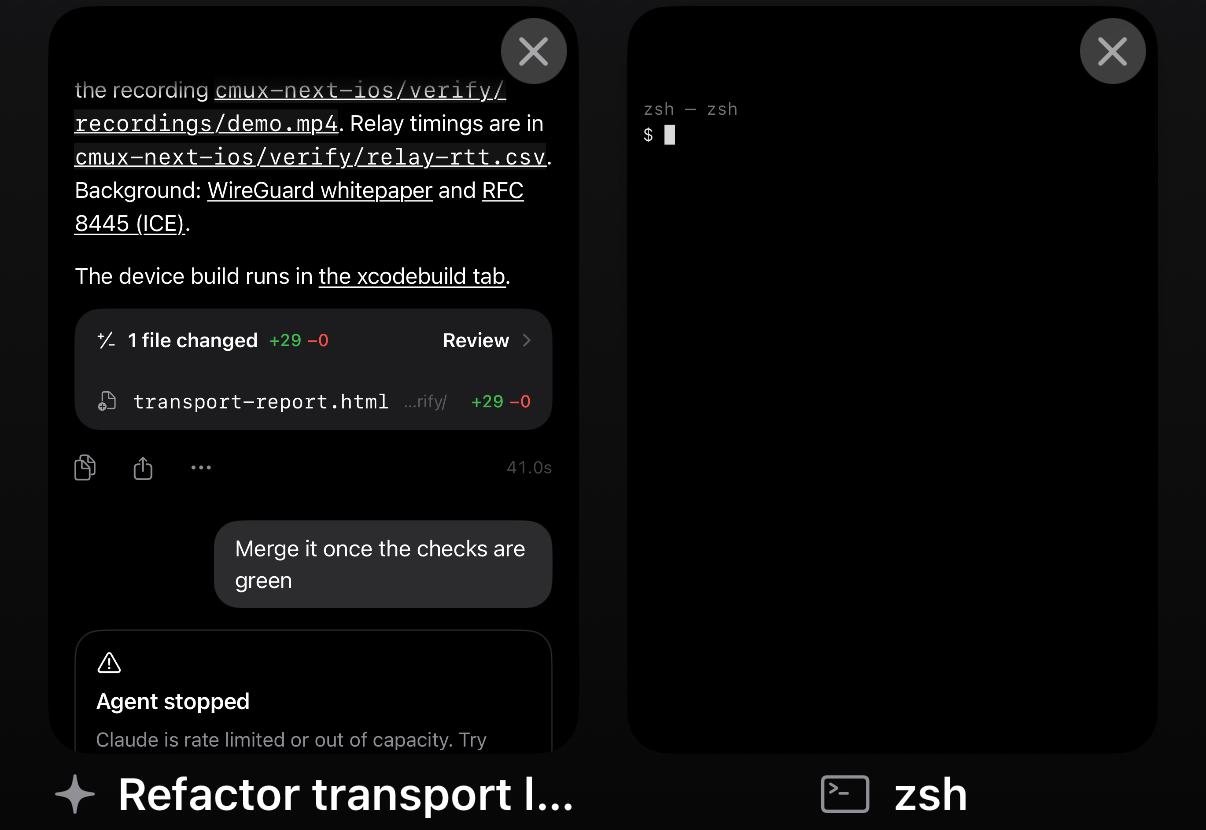 the recording cmux-next-ios/verify/
recordings/demo.mp4. Relay timings are in
cmux-next-ios/verify/relay-rtt.csv.
Background: WireGuard whitepaper and RFC
8445 (ICE).
The device build runs in the xcodebuild tab.
1 file changed +29 −0 Review
transport-report.html ...rify/ +29 −0
41.0s
Merge it once the checks are
green
Agent stopped
Claude is rate limited or out of capacity. Try
Refactor transport l...
zsh — zsh
$
zsh